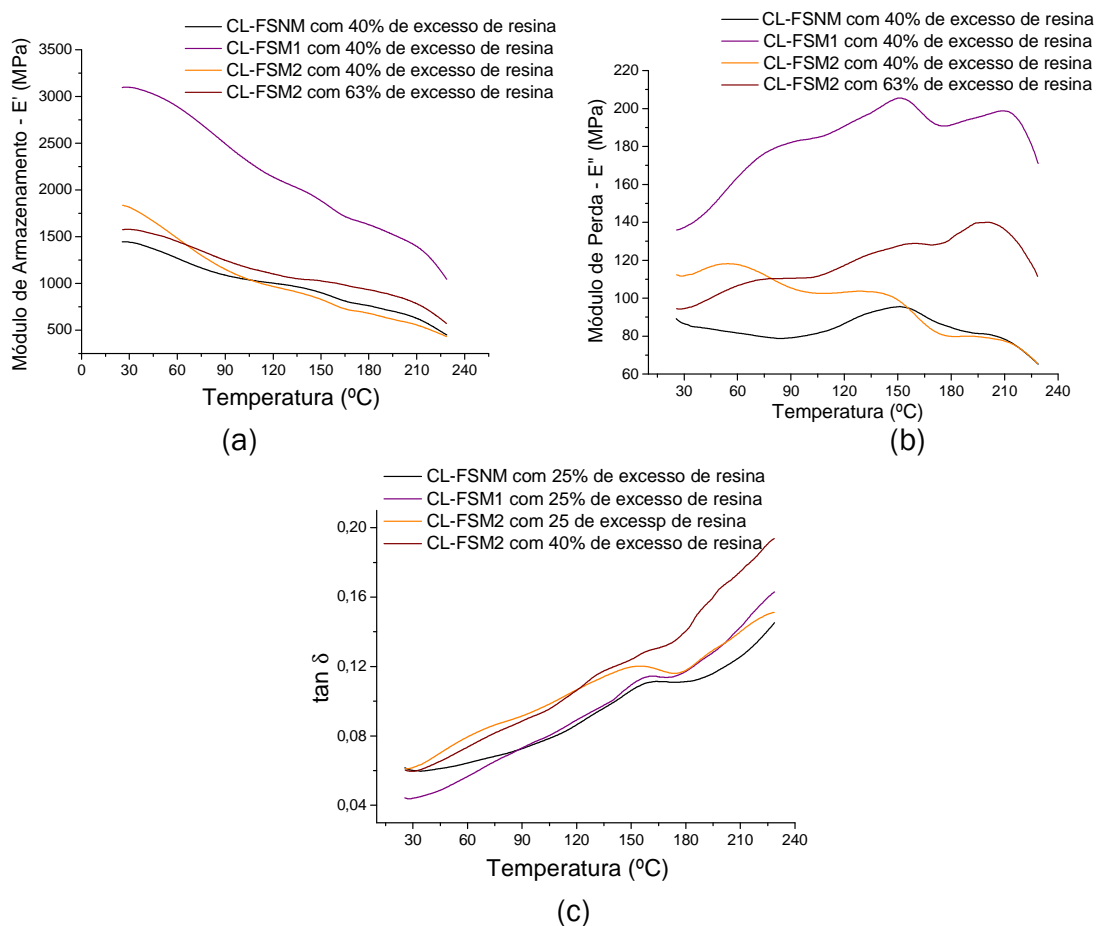 CL-FSNM com 40% de excesso de resina
CL-FSM1 com 40% de excesso de resina
CL-FSM2 com 40% de excesso de resina
CL-FSM2 com 63% de excesso de resina
Módulo de Armazenamento - E' (MPa)
3500
3000
2500
2000
1500
1000
500
0 30 60 90 120 150 180 210 240
Temperatura (ºC)
(a)
CL-FSNM com 40% de excesso de resina
CL-FSM1 com 40% de excesso de resina
CL-FSM2 com 40% de excesso de resina
CL-FSM2 com 63% de excesso de resina
Módulo de Perda - E" (MPa)
220
200
180
160
140
120
100
80
60
30 60 90 120 150 180 210 240
Temperatura (ºC)
(b)
CL-FSNM com 25% de excesso de resina
CL-FSM1 com 25% de excesso de resina
CL-FSM2 com 25 de excessp de resina
CL-FSM2 com 40% de excesso de resina
tan δ
0,20
0,16
0,12
0,08
0,04
30 60 90 120 150 180 210 240
Temperatura (ºC)
(c)